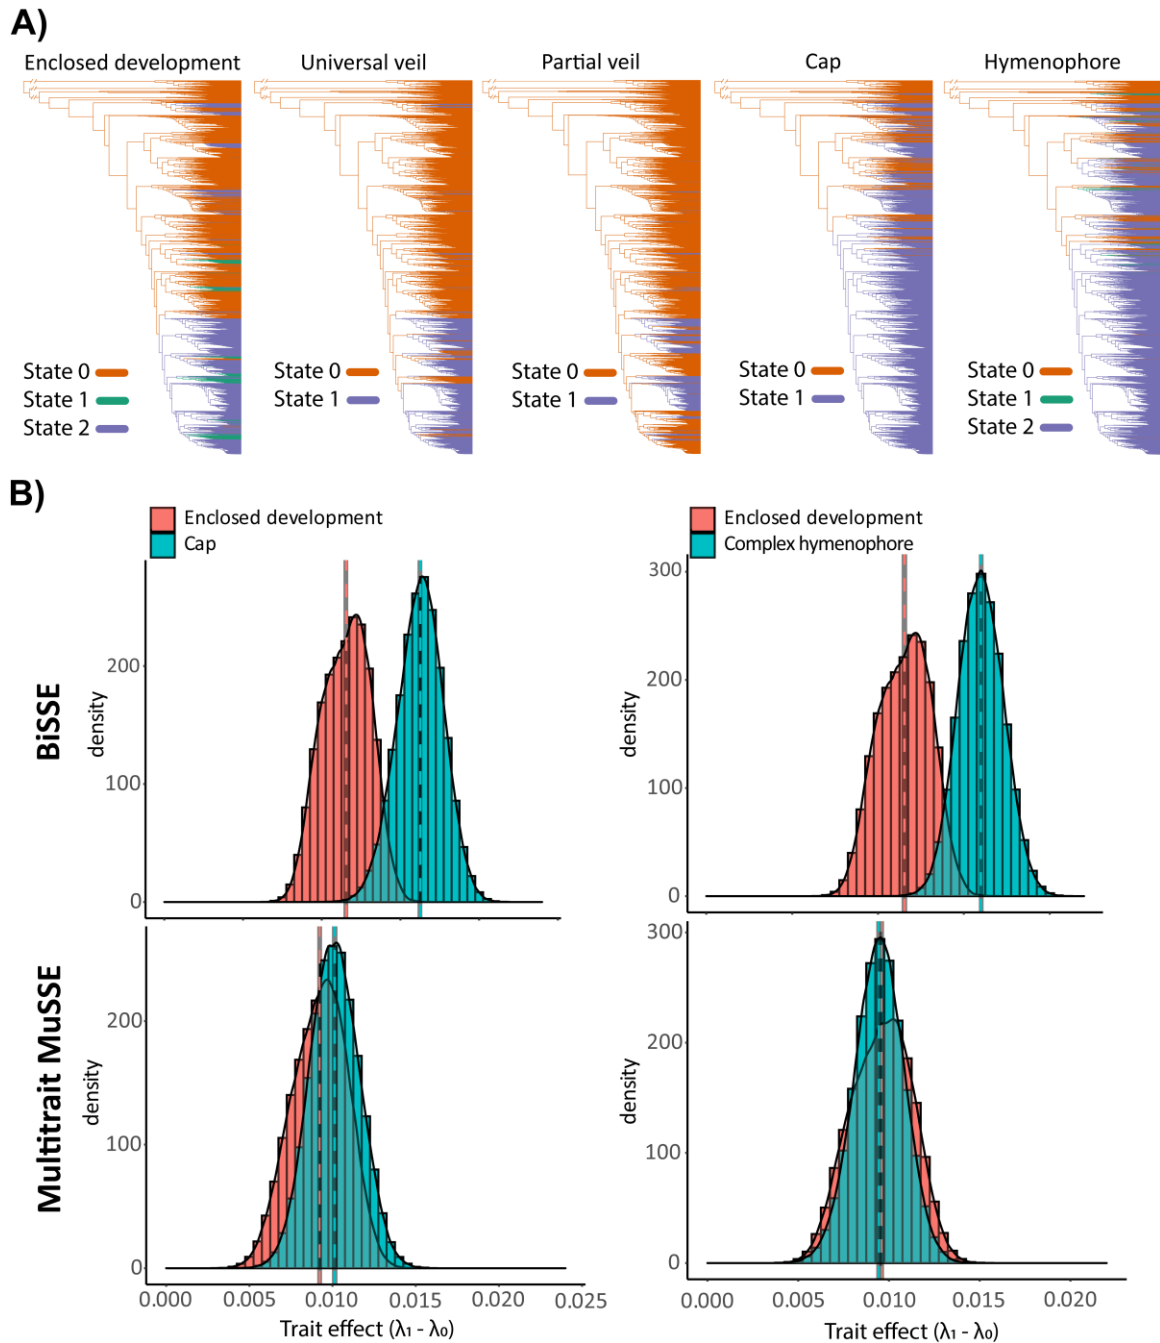 A)
Enclosed development Universal veil Partial veil Cap Hymenophore
State 0 State 0 State 0 State 0 State 0
State 1 State 1 State 1 State 1 State 1
State 2 State 2
B)
Enclosed development Enclosed development
Cap Complex hymenophore
BiSSE
density
200
100
0
density
300
200
100
0
Multitrait MuSSE
density
200
100
0
density
300
200
100
0
0.000 0.005 0.010 0.015 0.020 0.025 0.000 0.005 0.010 0.015 0.020
Trait effect (λ₁ - λ₀) Trait effect (λ₁ - λ₀)